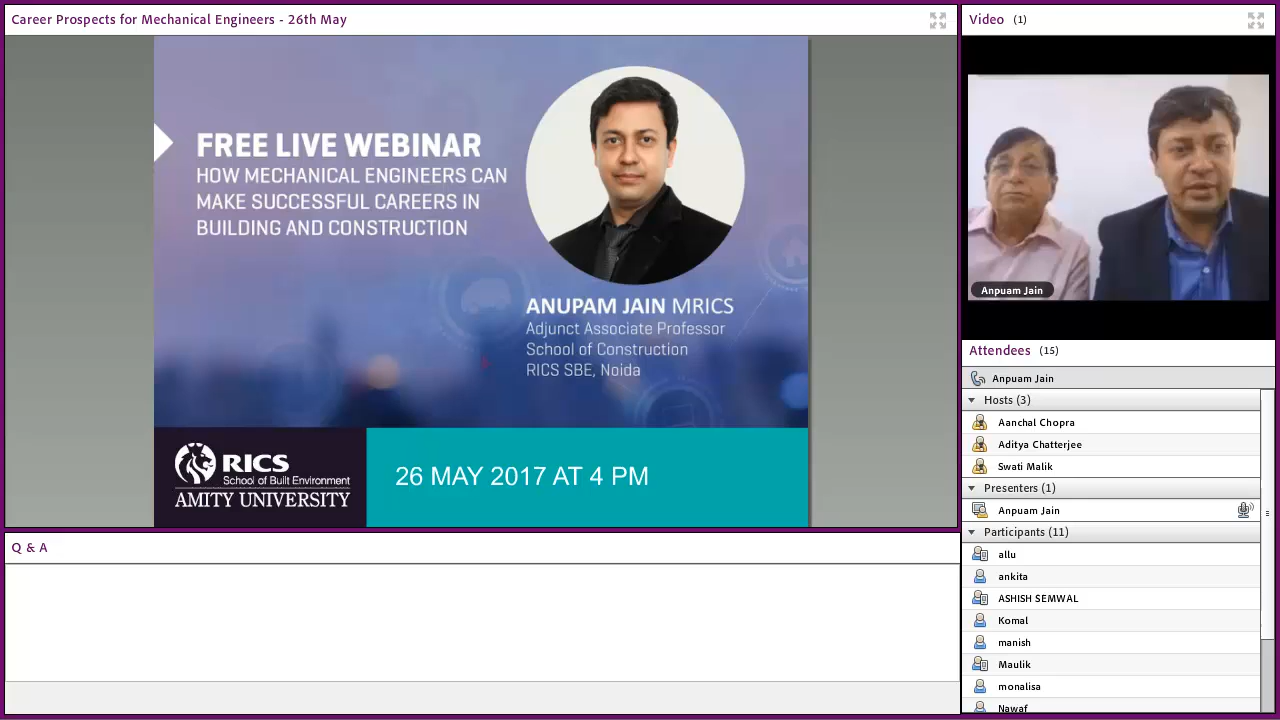 Career Prospects for Mechanical Engineers - 26th May
FREE LIVE WEBINAR
HOW MECHANICAL ENGINEERS CAN
MAKE SUCCESSFUL CAREERS IN
BUILDING AND CONSTRUCTION
ANUPAM JAIN MRICS
Adjunct Associate Professor
School of Construction
RICS SBE, Noida
RICS
School of Built Environment
AMITY UNIVERSITY
26 MAY 2017 AT 4 PM
Q & A
Video (1)
Anpuam Jain
Attendees (15)
Anpuam Jain
Hosts (3)
Aanchal Chopra
Aditya Chatterjee
Swati Malik
Presenters (1)
Anpuam Jain
Participants (11)
allu
ankita
ASHISH SEMWAL
Komal
manish
Maulik
monalisa
Nawaf